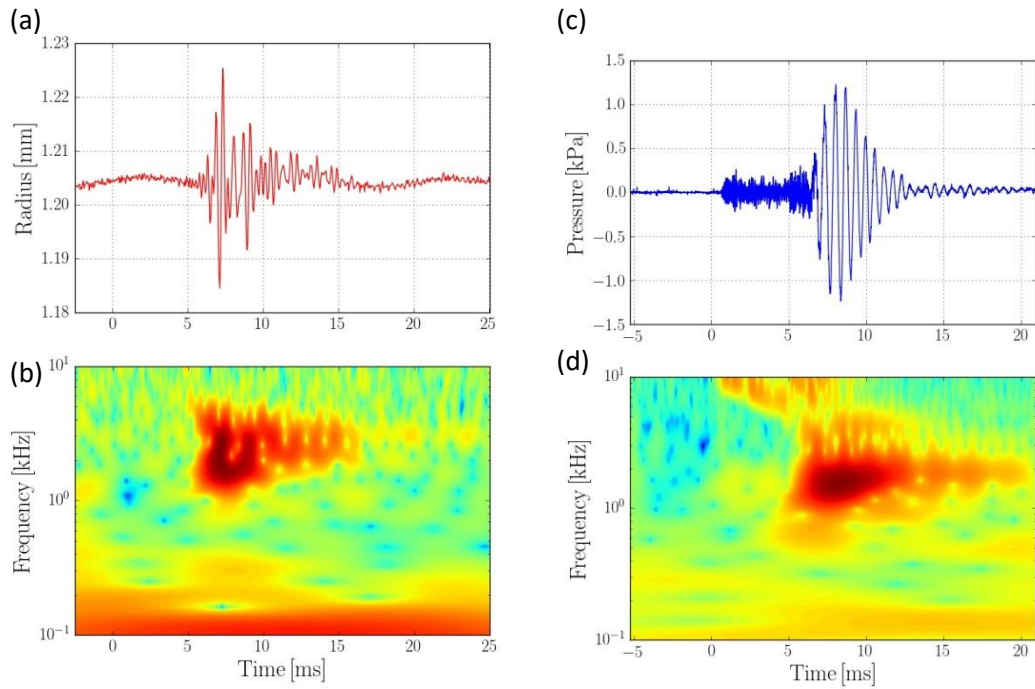 (a)
1.23
1.22
1.21
1.20
1.19
1.18
Radius [mm]
0 5 10 15 20 25
(b)
10¹
10⁰
10⁻¹
Frequency [kHz]
0 5 10 15 20 25
Time [ms]
(c)
1.5
1.0
0.5
0.0
−0.5
−1.0
−1.5
Pressure [kPa]
−5 0 5 10 15 20
(d)
10¹
10⁰
10⁻¹
Frequency [kHz]
−5 0 5 10 15 20
Time [ms]